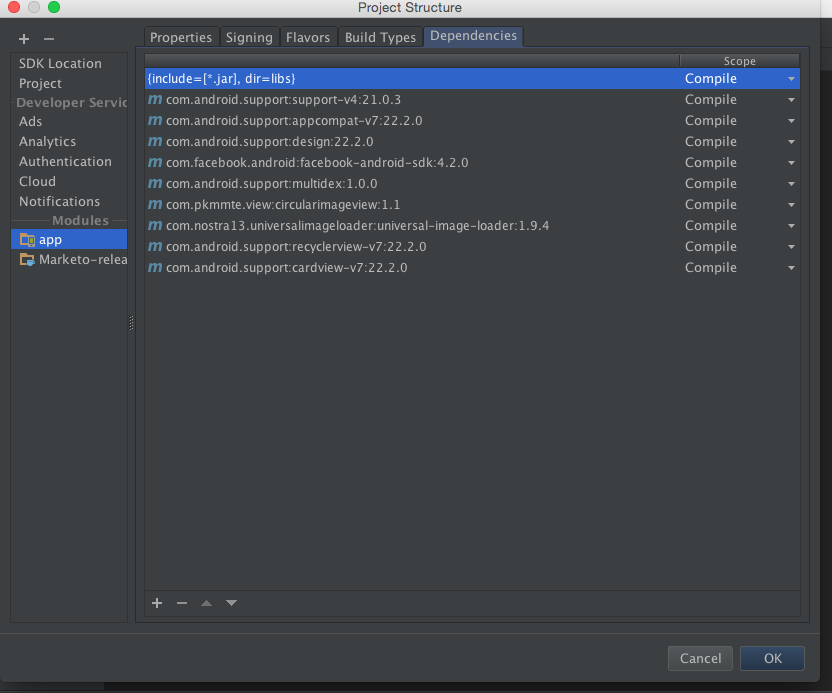 Project Structure
Properties Signing Flavors Build Types Dependencies
SDK Location
Project
Developer Servic
Ads
Analytics
Authentication
Cloud
Notifications
Modules
app
Marketo-relea
Scope
{include=[*.jar], dir=libs} Compile
m com.android.support:support-v4:21.0.3 Compile
m com.android.support:appcompat-v7:22.2.0 Compile
m com.android.support:design:22.2.0 Compile
m com.facebook.android:facebook-android-sdk:4.2.0 Compile
m com.android.support:multidex:1.0.0 Compile
m com.pkmmte.view:circularimageview:1.1 Compile
m com.nostra13.universalimageloader:universal-image-loader:1.9.4 Compile
m com.android.support:recyclerview-v7:22.2.0 Compile
m com.android.support:cardview-v7:22.2.0 Compile
Cancel OK